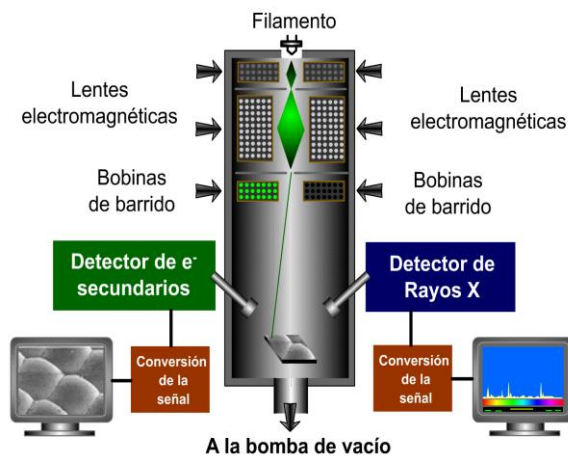 Filamento
Lentes
electromagnéticas
Lentes
electromagnéticas
Bobinas
de barrido
Bobinas
de barrido
Detector de e-
secundarios
Detector de
Rayos X
Conversión
de la
señal
Conversión
de la
señal
A la bomba de vacío